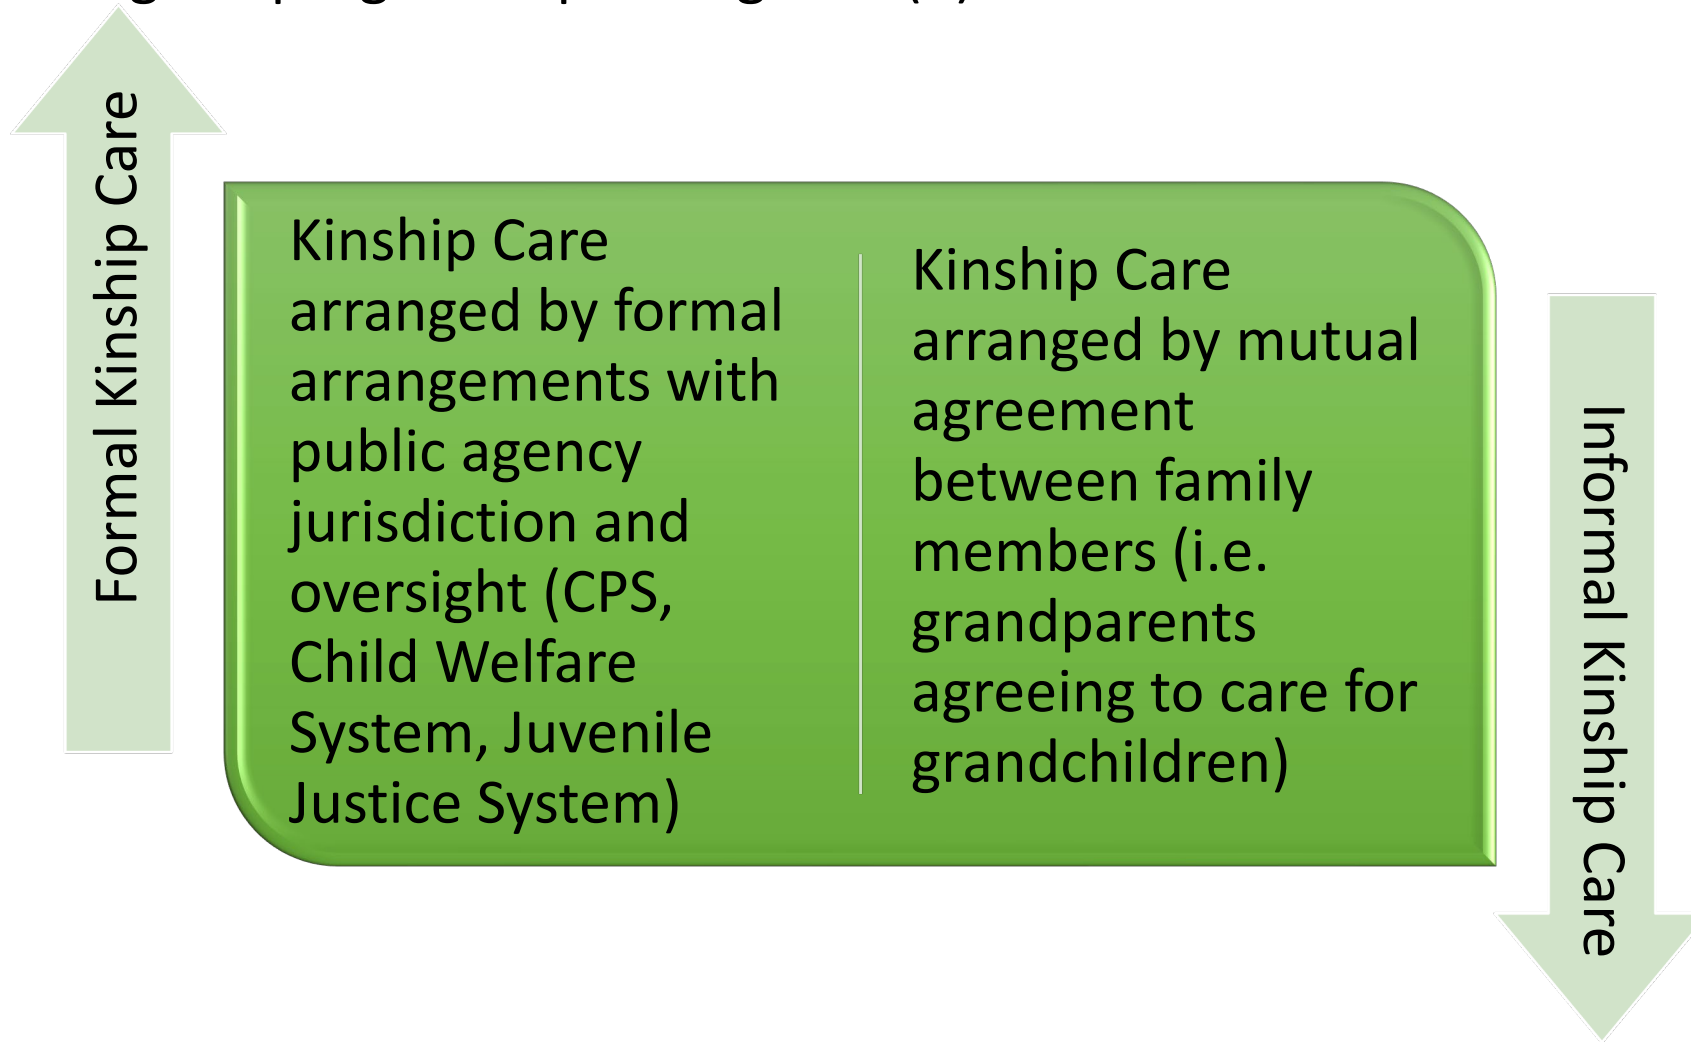 Formal Kinship Care
Kinship Care
arranged by formal
arrangements with
public agency
jurisdiction and
oversight (CPS,
Child Welfare
System, Juvenile
Justice System)
Kinship Care
arranged by mutual
agreement
between family
members (i.e.
grandparents
agreeing to care for
grandchildren)
Informal Kinship Care